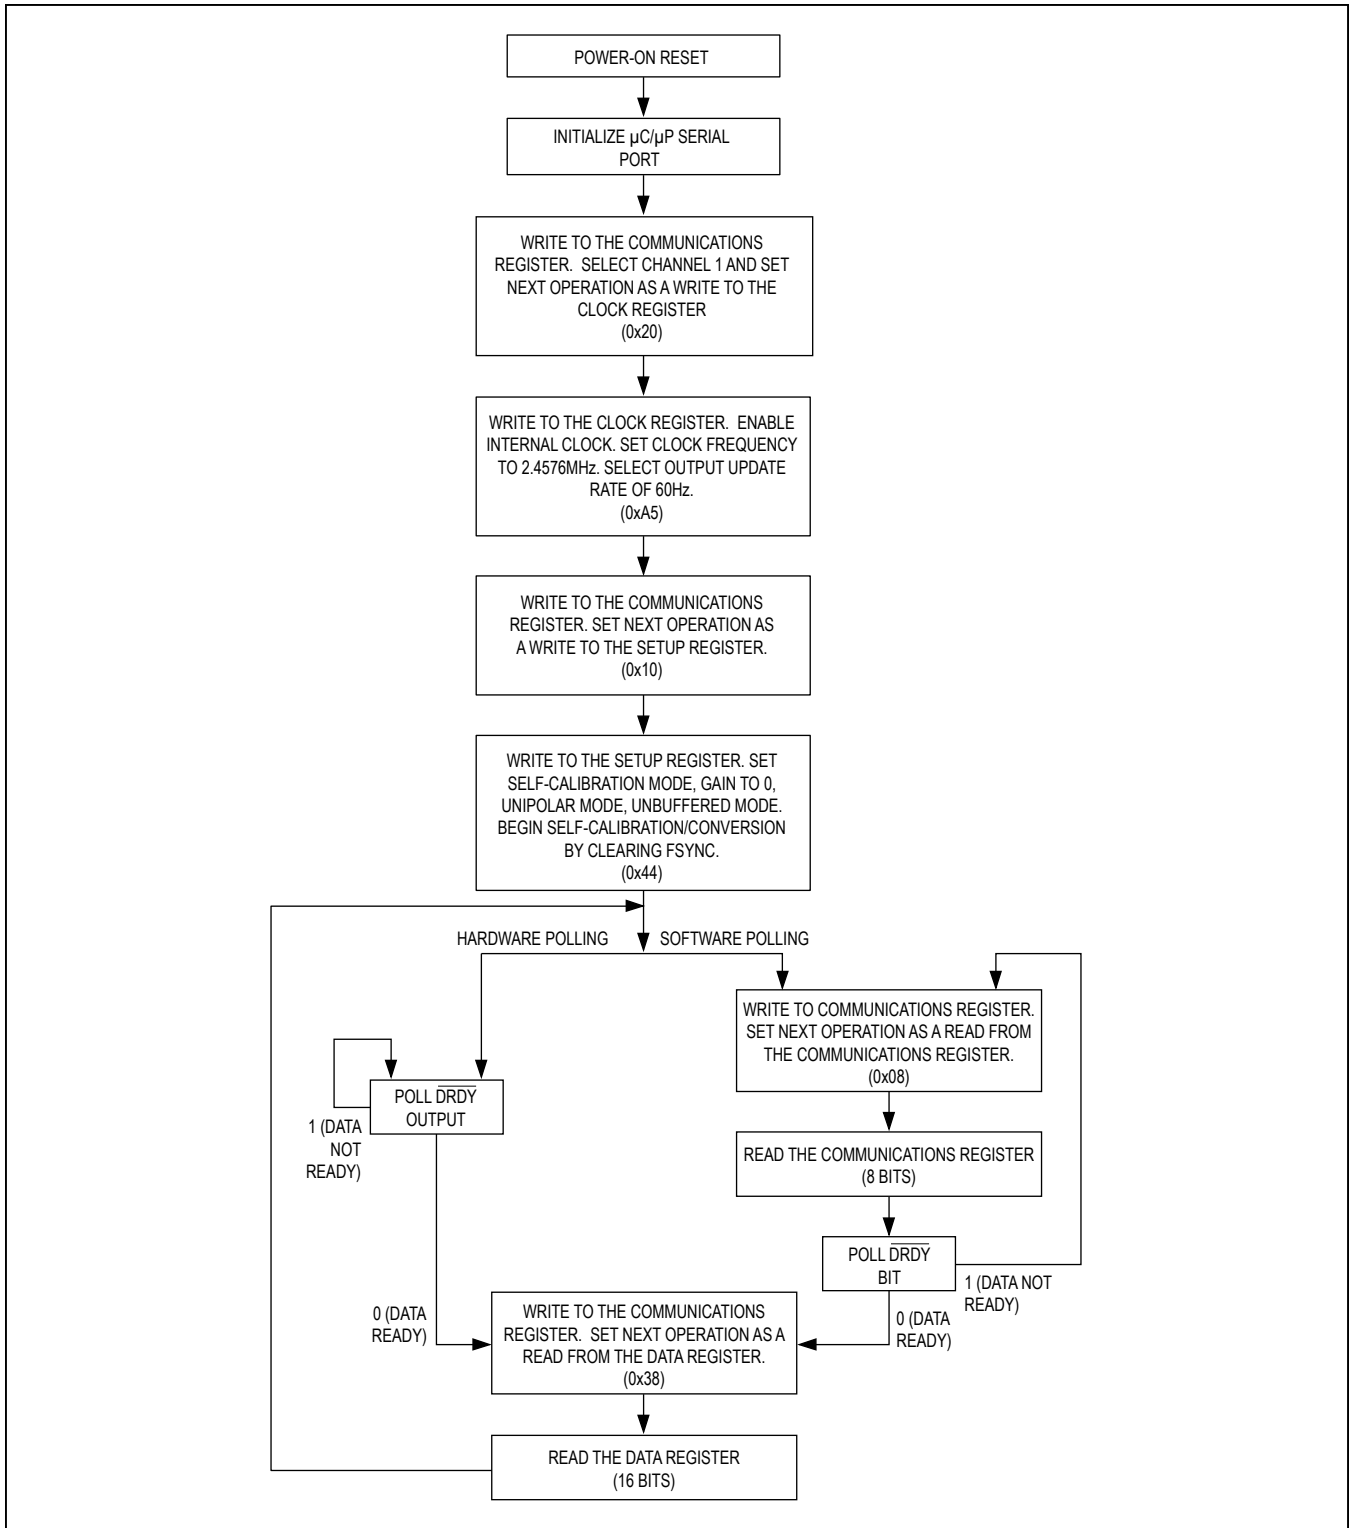 POWER-ON RESET
INITIALIZE µC/µP SERIAL
PORT
WRITE TO THE COMMUNICATIONS
REGISTER. SELECT CHANNEL 1 AND SET
NEXT OPERATION AS A WRITE TO THE
CLOCK REGISTER
(0x20)
WRITE TO THE CLOCK REGISTER. ENABLE
INTERNAL CLOCK. SET CLOCK FREQUENCY
TO 2.4576MHz. SELECT OUTPUT UPDATE
RATE OF 60Hz.
(0xA5)
WRITE TO THE COMMUNICATIONS
REGISTER. SET NEXT OPERATION AS
A WRITE TO THE SETUP REGISTER.
(0x10)
WRITE TO THE SETUP REGISTER. SET
SELF-CALIBRATION MODE, GAIN TO 0,
UNIPOLAR MODE, UNBUFFERED MODE.
BEGIN SELF-CALIBRATION/CONVERSION
BY CLEARING FSYNC.
(0x44)
HARDWARE POLLING
SOFTWARE POLLING
WRITE TO COMMUNICATIONS REGISTER.
SET NEXT OPERATION AS A READ FROM
THE COMMUNICATIONS REGISTER.
(0x08)
POLL D̅R̅D̅Y̅
OUTPUT
1 (DATA
NOT
READY)
READ THE COMMUNICATIONS REGISTER
(8 BITS)
POLL D̅R̅D̅Y̅
BIT
1 (DATA NOT
READY)
0 (DATA
READY)
0 (DATA
READY)
WRITE TO THE COMMUNICATIONS
REGISTER. SET NEXT OPERATION AS A
READ FROM THE DATA REGISTER.
(0x38)
READ THE DATA REGISTER
(16 BITS)